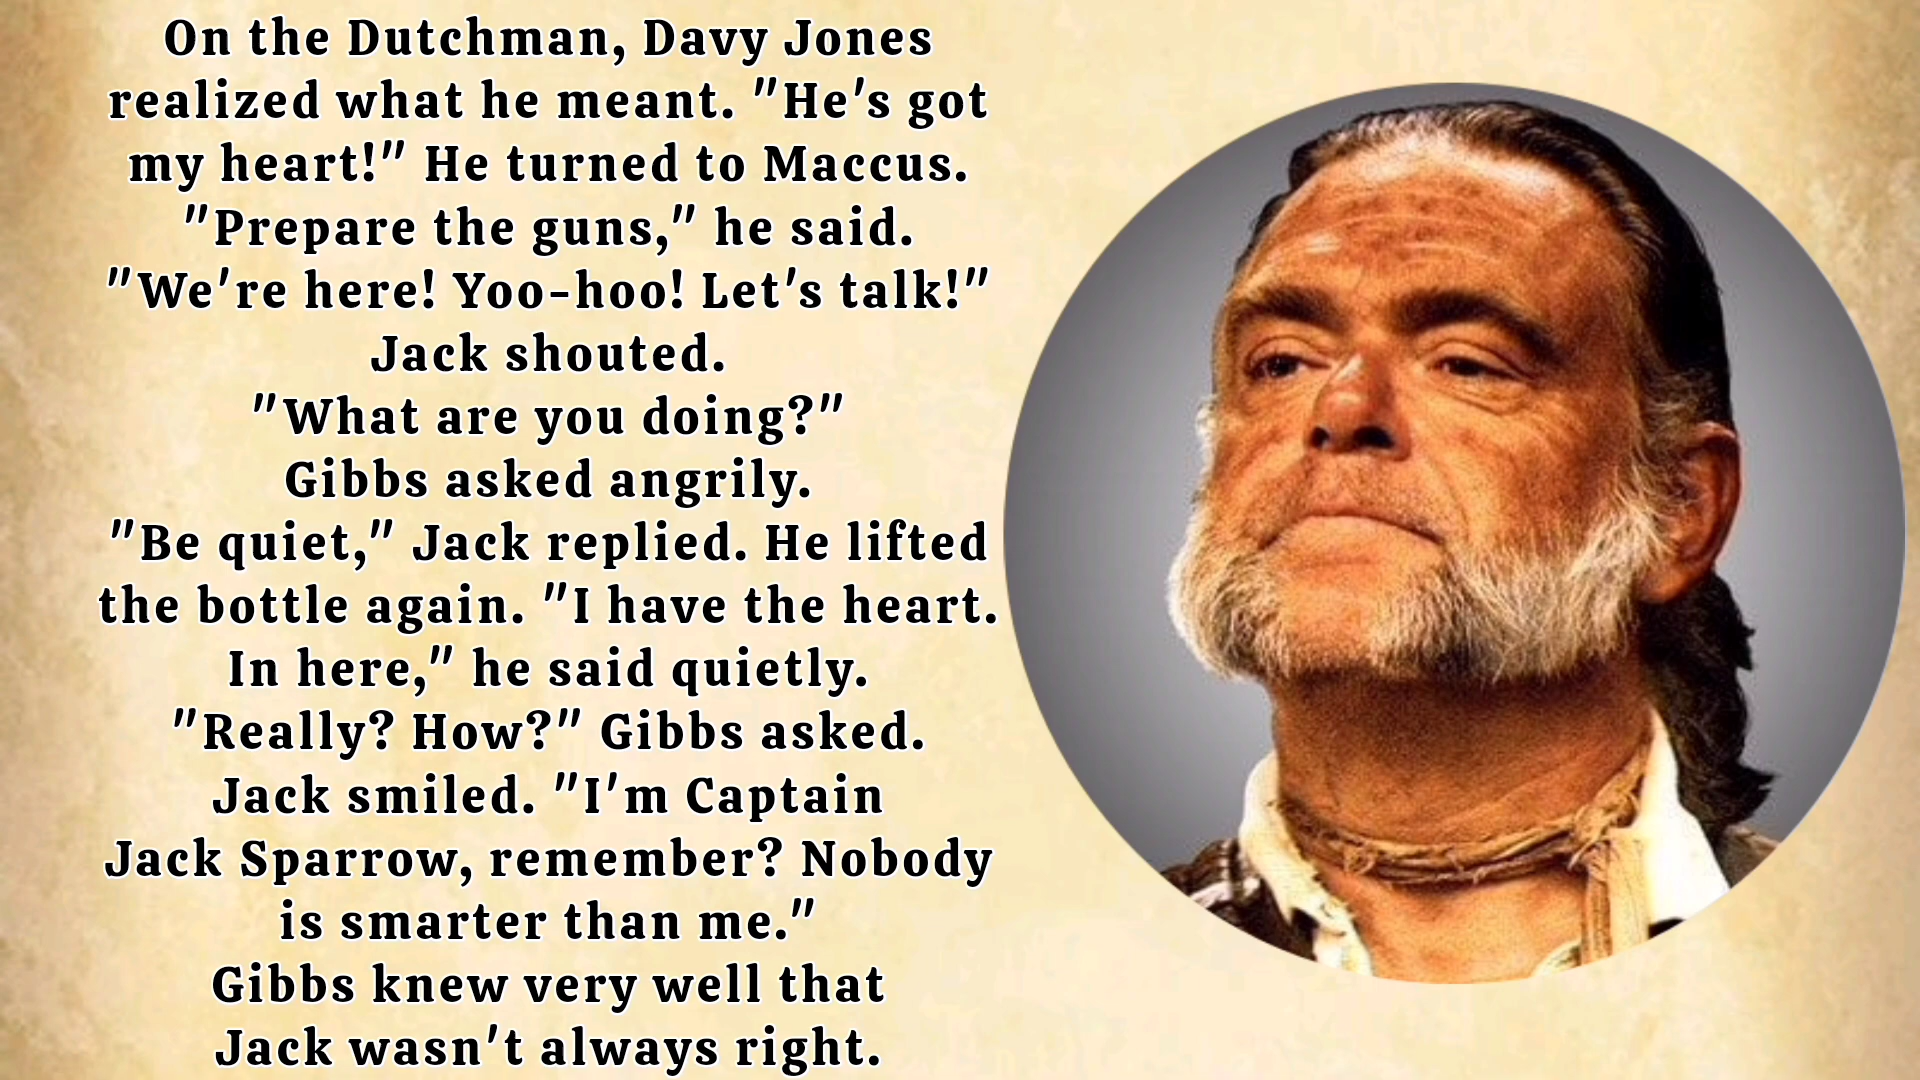 On the Dutchman, Davy Jones
realized what he meant. "He's got
my heart!" He turned to Maccus.
"Prepare the guns," he said.
"We're here! Yoo-hoo! Let's talk!"
Jack shouted.
"What are you doing?"
Gibbs asked angrily.
"Be quiet," Jack replied. He lifted
the bottle again. "I have the heart.
In here," he said quietly.
"Really? How?" Gibbs asked.
Jack smiled. "I'm Captain
Jack Sparrow, remember? Nobody
is smarter than me."
Gibbs knew very well that
Jack wasn't always right.